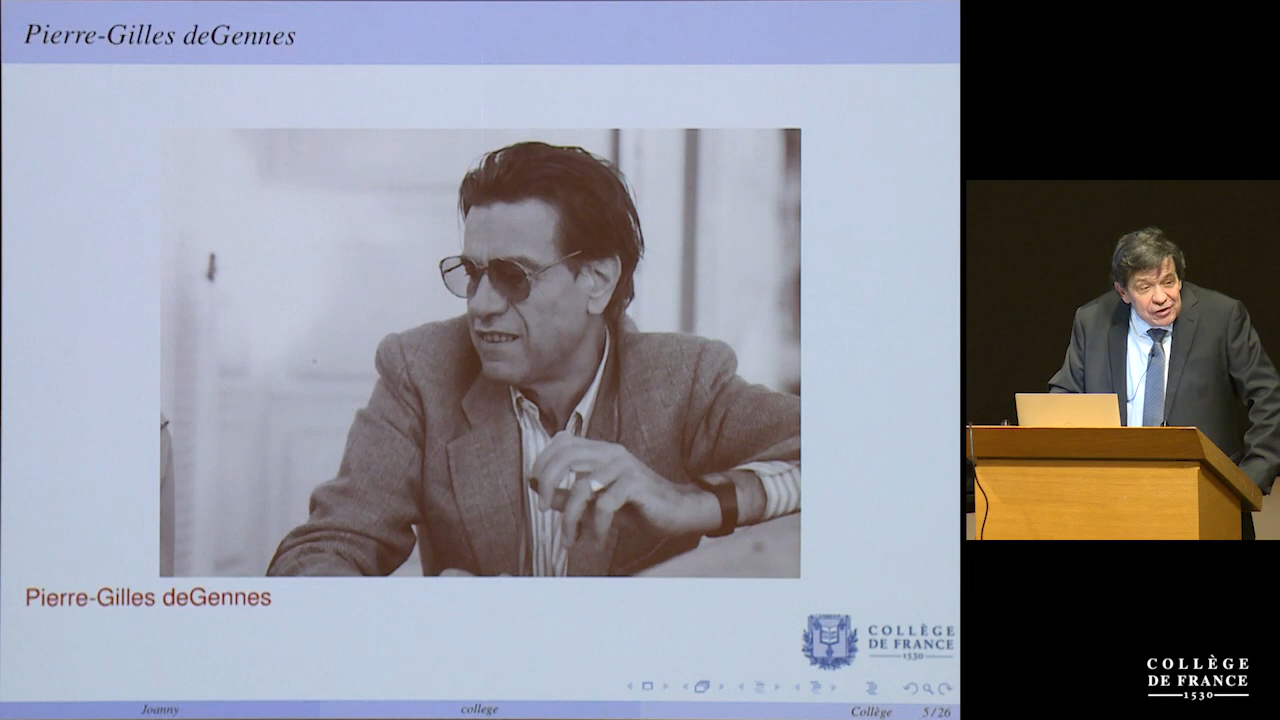 Pierre-Gilles deGennes
Pierre-Gilles deGennes
COLLÈGE
DE FRANCE
1530
Joanny
college
Collège
5/26
COLLÈGE
DE FRANCE
1530